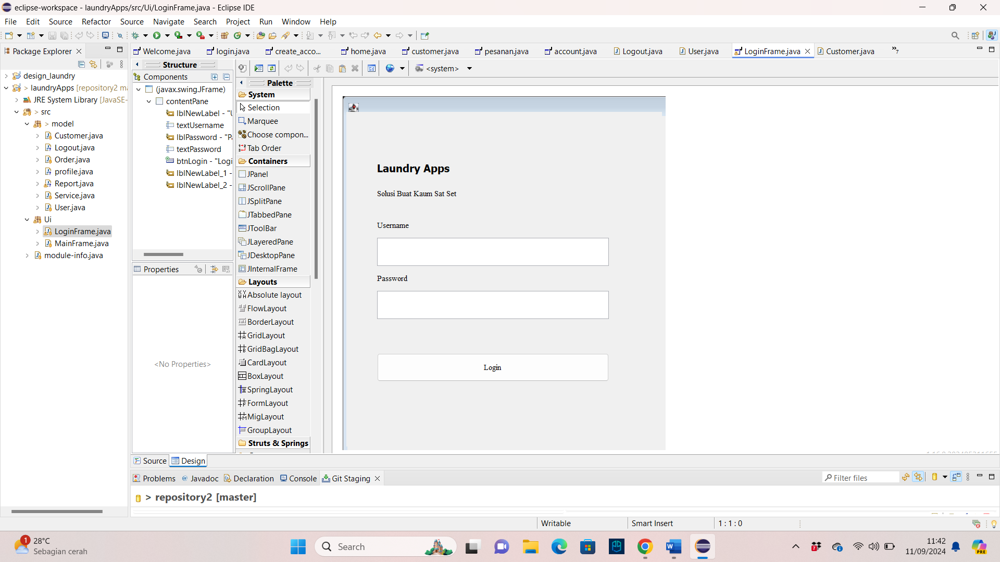 eclipse-workspace - laundryApps/src/Ui/LoginFrame.java - Eclipse IDE
File Edit Source Refactor Source Navigate Search Project Run Window Help
Package Explorer
Welcome.java login.java create_acco... home.java customer.java pesanan.java account.java Logout.java User.java LoginFrame.java Customer.java »7
design_laundry
> laundryApps [repository2 ma
JRE System Library [JavaSE-
> src
> model
Customer.java
Logout.java
Order.java
profile.java
Report.java
Service.java
User.java
Ui
LoginFrame.java
MainFrame.java
module-info.java
Structure
Components
(javax.swing.JFrame)
contentPane
lblNewLabel - "U
textUsername
lblPassword - "Pa
textPassword
btnLogin - "Logi
lblNewLabel_1 -
lblNewLabel_2 -
Properties
<No Properties>
<system>
Palette
System
Selection
Marquee
Choose compon...
Tab Order
Containers
JPanel
JScrollPane
JSplitPane
JTabbedPane
JToolBar
JLayeredPane
JDesktopPane
JInternalFrame
Layouts
Absolute layout
FlowLayout
BorderLayout
GridLayout
GridBagLayout
CardLayout
BoxLayout
SpringLayout
FormLayout
MigLayout
GroupLayout
Struts & Springs
Laundry Apps
Solusi Buat Kaum Sat Set
Username
Password
Login
Source Design
Problems Javadoc Declaration Console Git Staging
Filter files
> repository2 [master]
Writable Smart Insert 1 : 1 : 0
1
28°C
Sebagian cerah
Search
11:42
11/09/2024